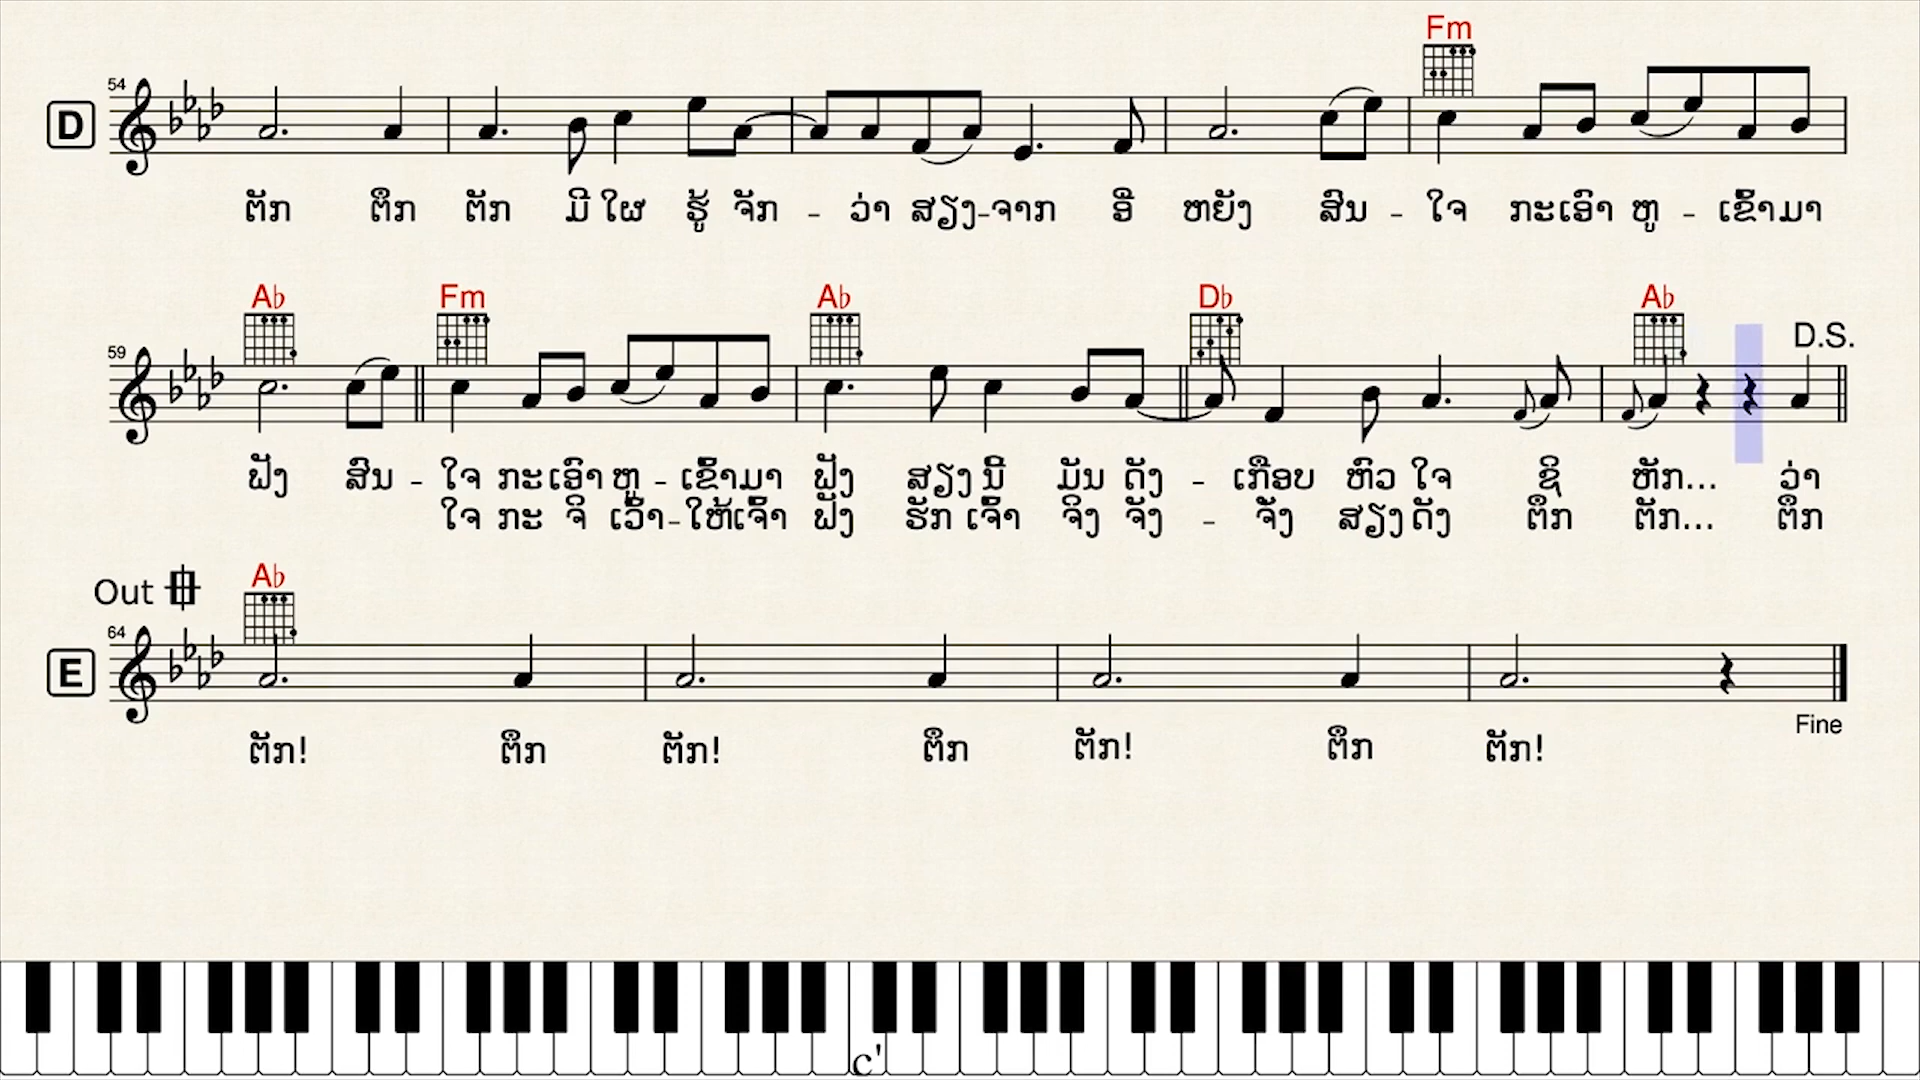 Fm
54
D
ຕັກ ຕຶກ ຕັກ ມີ ໃຜ ຮູ້ ຈັກ - ວ່າ ສຽງ-ຈາກ ອີ່ ຫຍັງ ສົນ - ໃຈ ກະ ເອົາ ຫູ - ເຂົ້າ ມາ
Ab Fm Ab Db Ab
59 D.S.
ຟັງ ສົນ - ໃຈ ກະ ເອົາ ຫູ - ເຂົ້າ ມາ ຟັງ ສຽງ ນີ້ ມັນ ດັງ - ເກືອບ ຫົວ ໃຈ ຊິ ຫັກ... ວ່າ
ໃຈ ກະ ຈິ ເວົ້າ - ໃຫ້ ເຈົ້າ ຟັງ ຮັກ ເຈົ້າ ຈິງ ຈັງ - ຈັ່ງ ສຽງ ດັງ ຕຶກ ຕັກ... ຕຶກ
Out Ab
64
E
ຕັກ! ຕຶກ ຕັກ! ຕຶກ ຕັກ! ຕຶກ ຕັກ!
Fine
c'